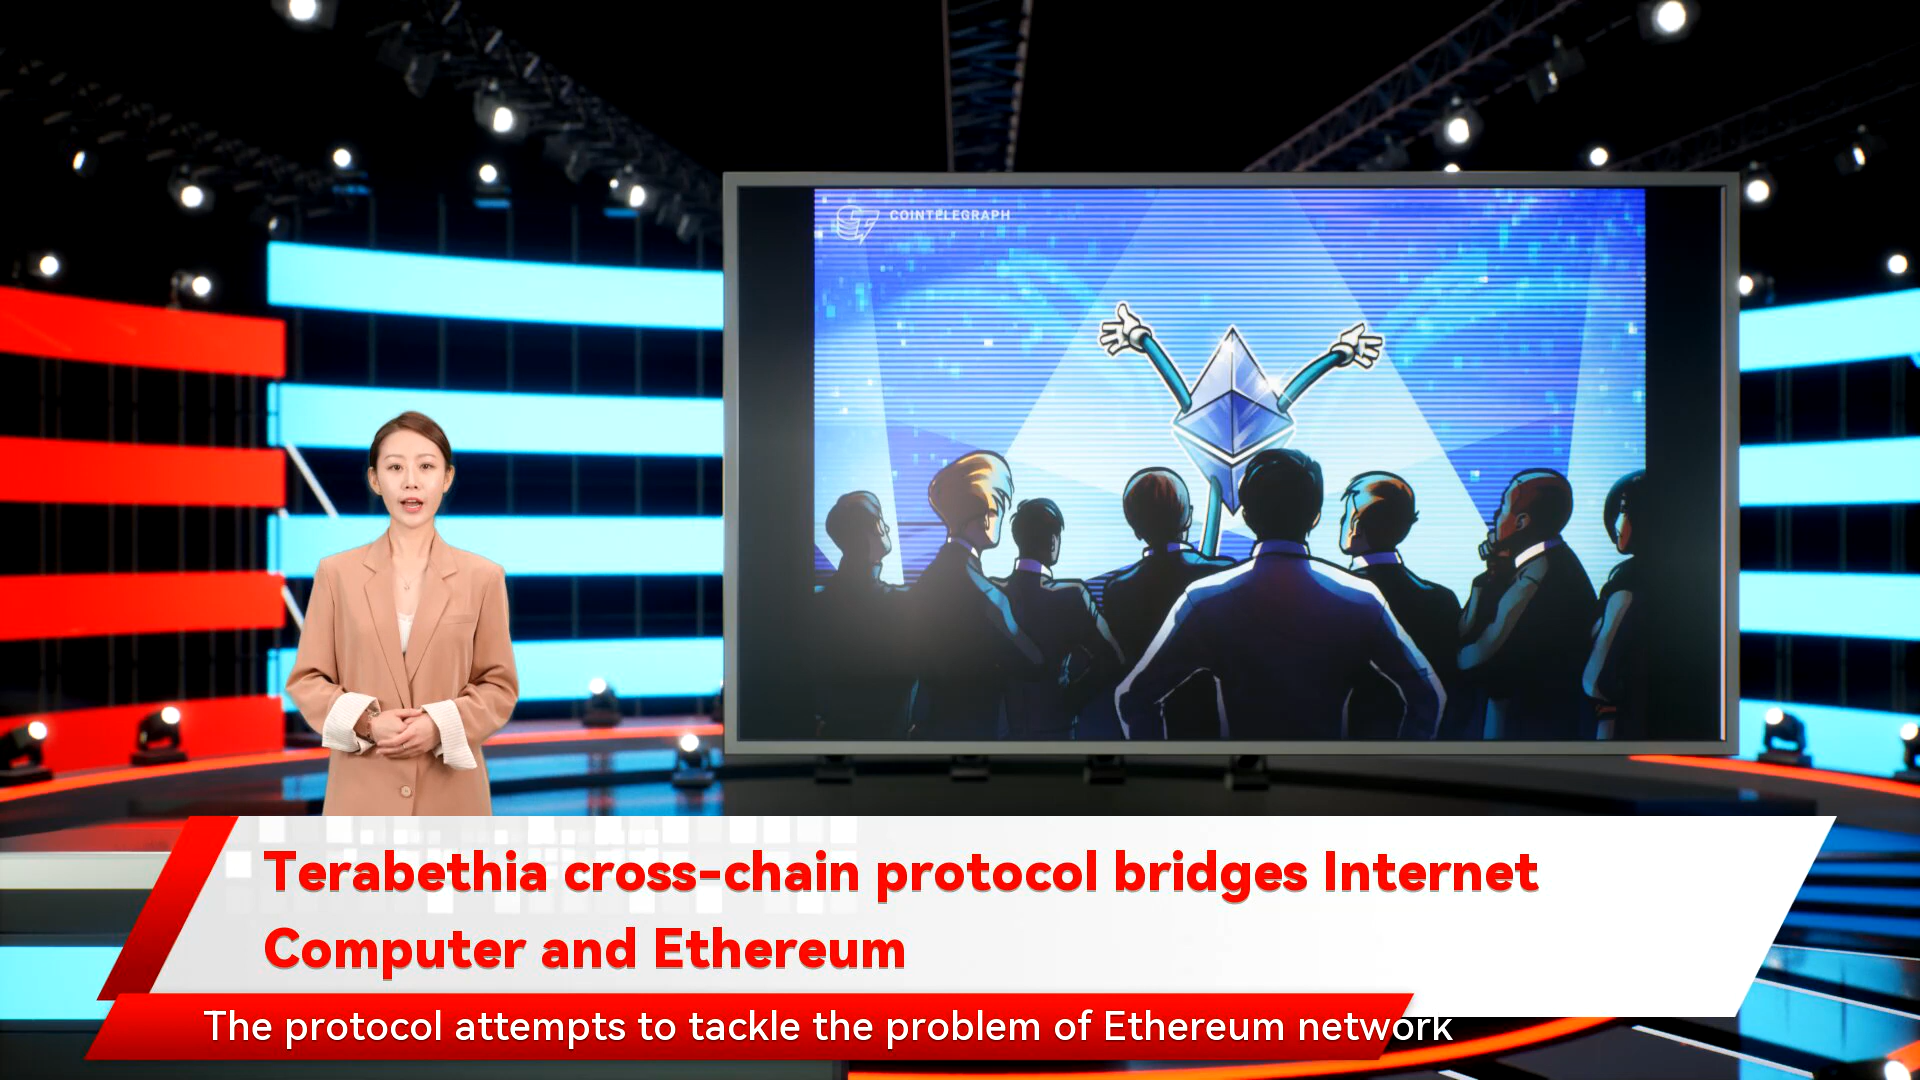 COINTELEGRAPH
Terabethia cross-chain protocol bridges Internet
Computer and Ethereum
The protocol attempts to tackle the problem of Ethereum network